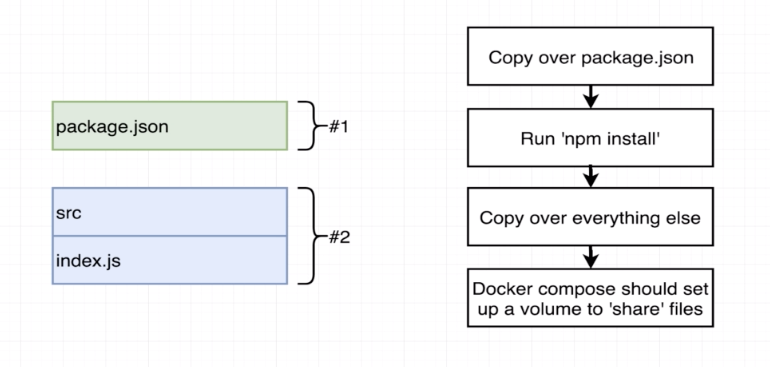 package.json
#1
src
index.js
#2
Copy over package.json
Run 'npm install'
Copy over everything else
Docker compose should set
up a volume to 'share' files